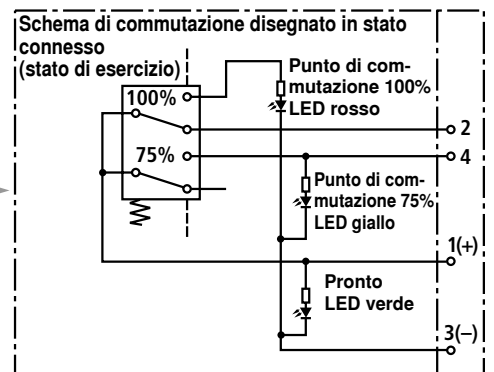 Schema di commutazione disegnato in stato
connesso
(stato di esercizio)
Punto di com-
mutazione 100%
LED rosso
100%
2
75%
4
Punto di com-
mutazione 75%
LED giallo
1(+)
Pronto
LED verde
3(–)